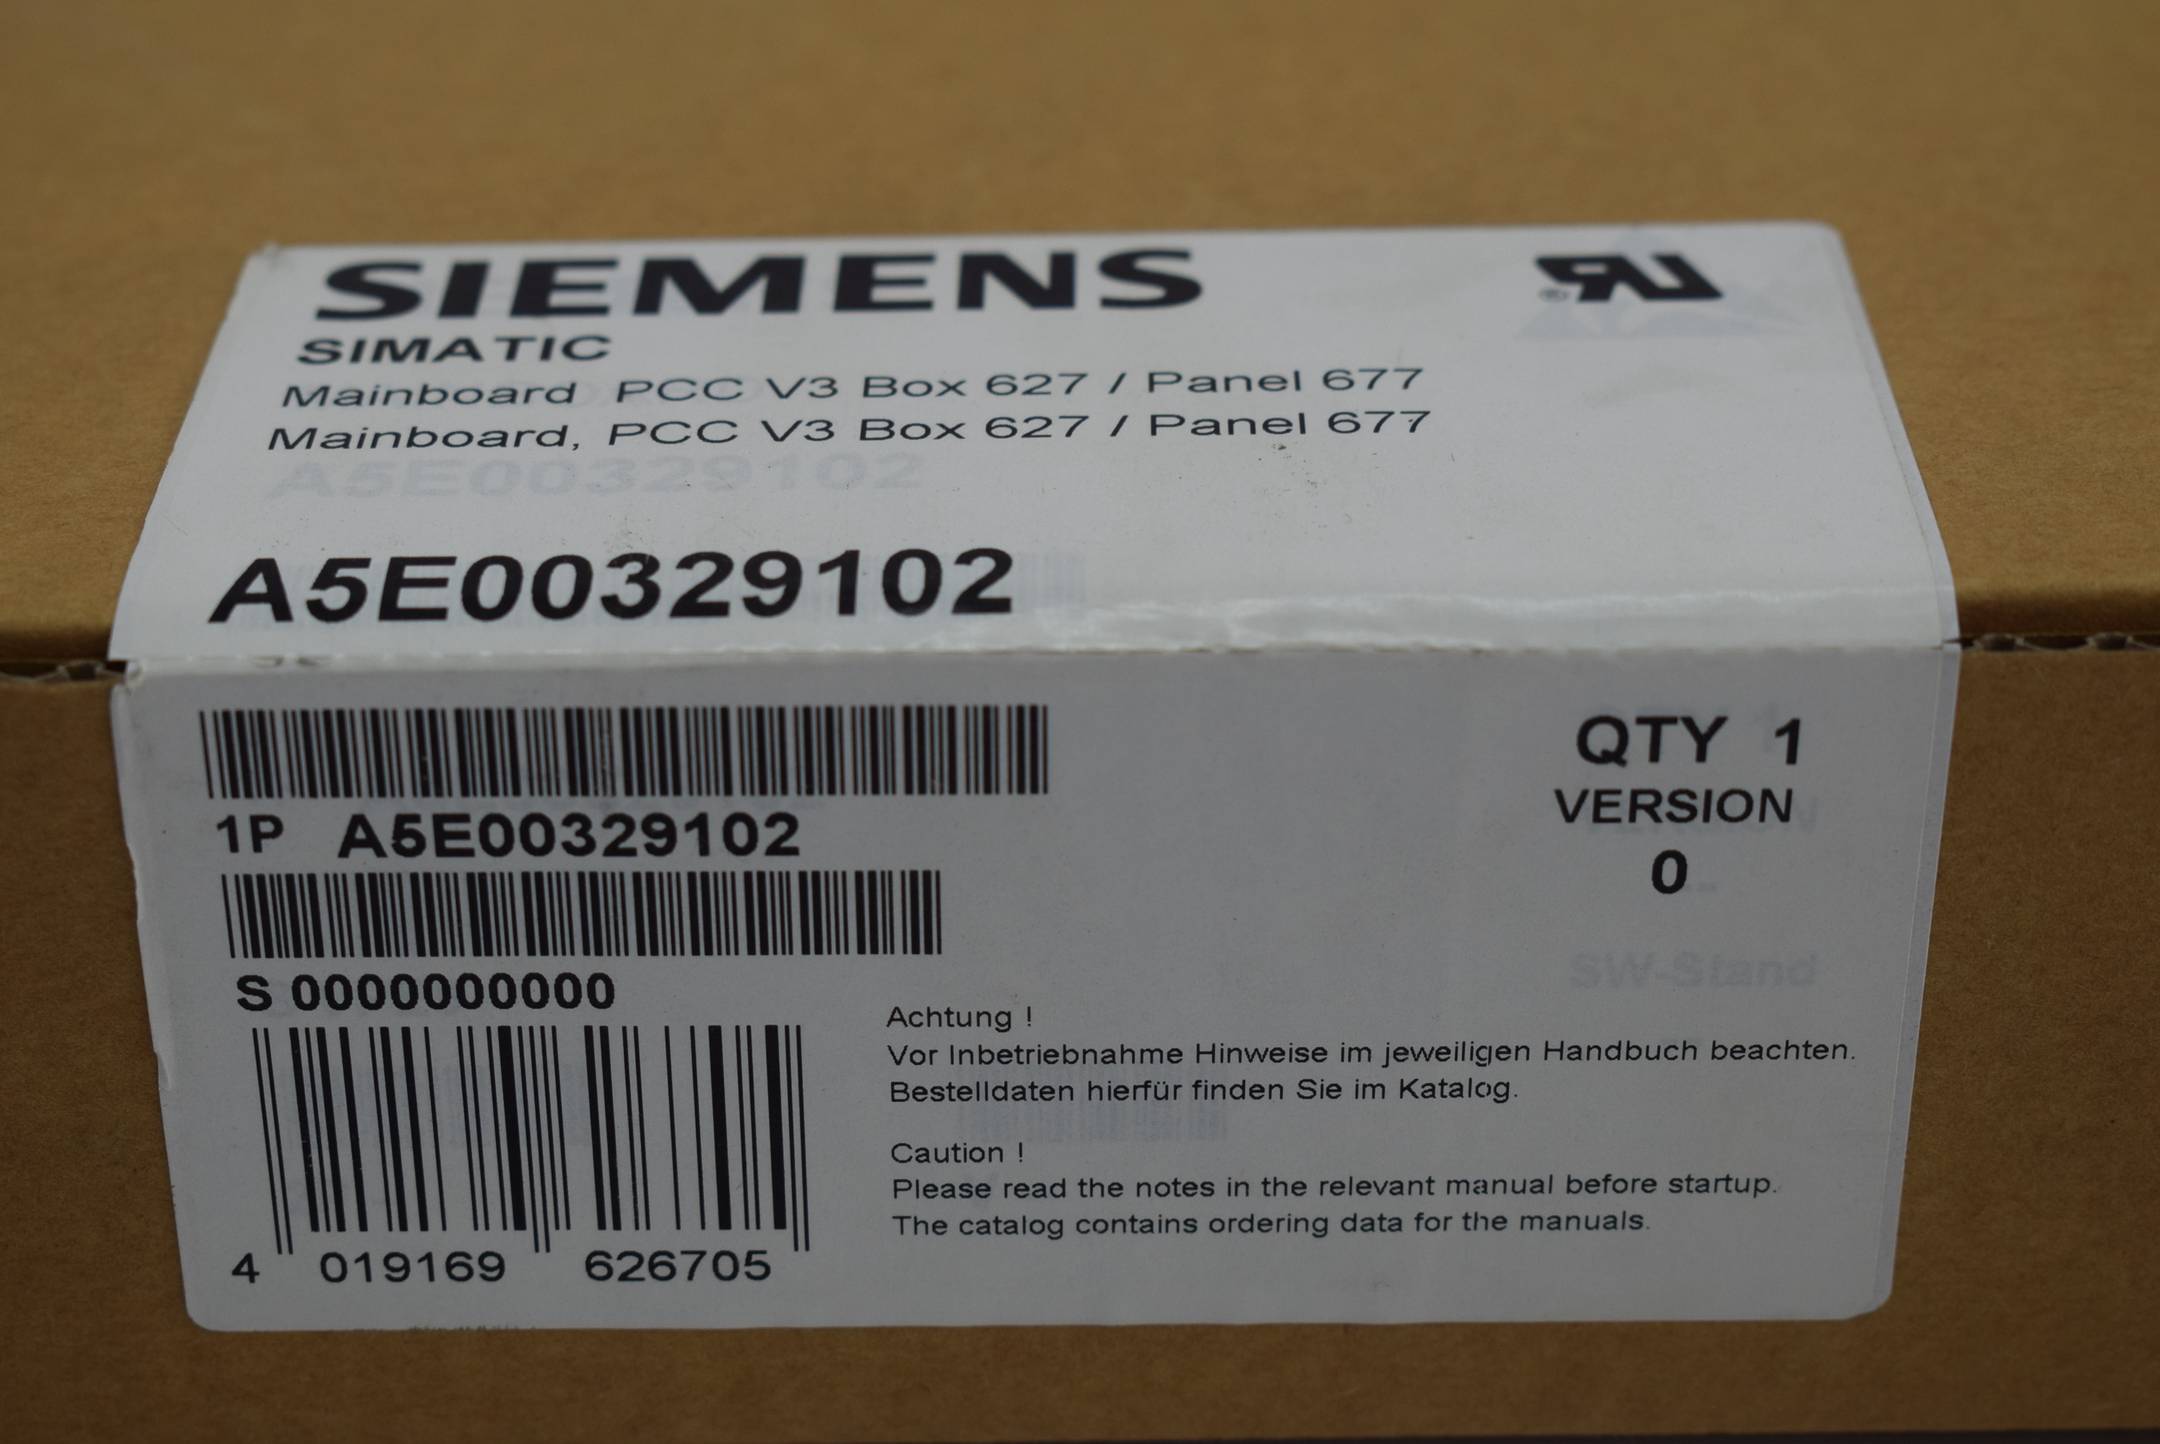 SIEMENS
SIMATIC
Mainboard PCC V3 Box 627 / Panel 677
Mainboard, PCC V3 Box 627 / Panel 677
A5E00329102
A5E00329102
1P A5E00329102
S 0000000000
4 019169 626705
QTY 1
VERSION
0
SW-Stand
Achtung !
Vor Inbetriebnahme Hinweise im jeweiligen Handbuch beachten.
Bestelldaten hierfür finden Sie im Katalog.
Caution !
Please read the notes in the relevant manual before startup.
The catalog contains ordering data for the manuals.